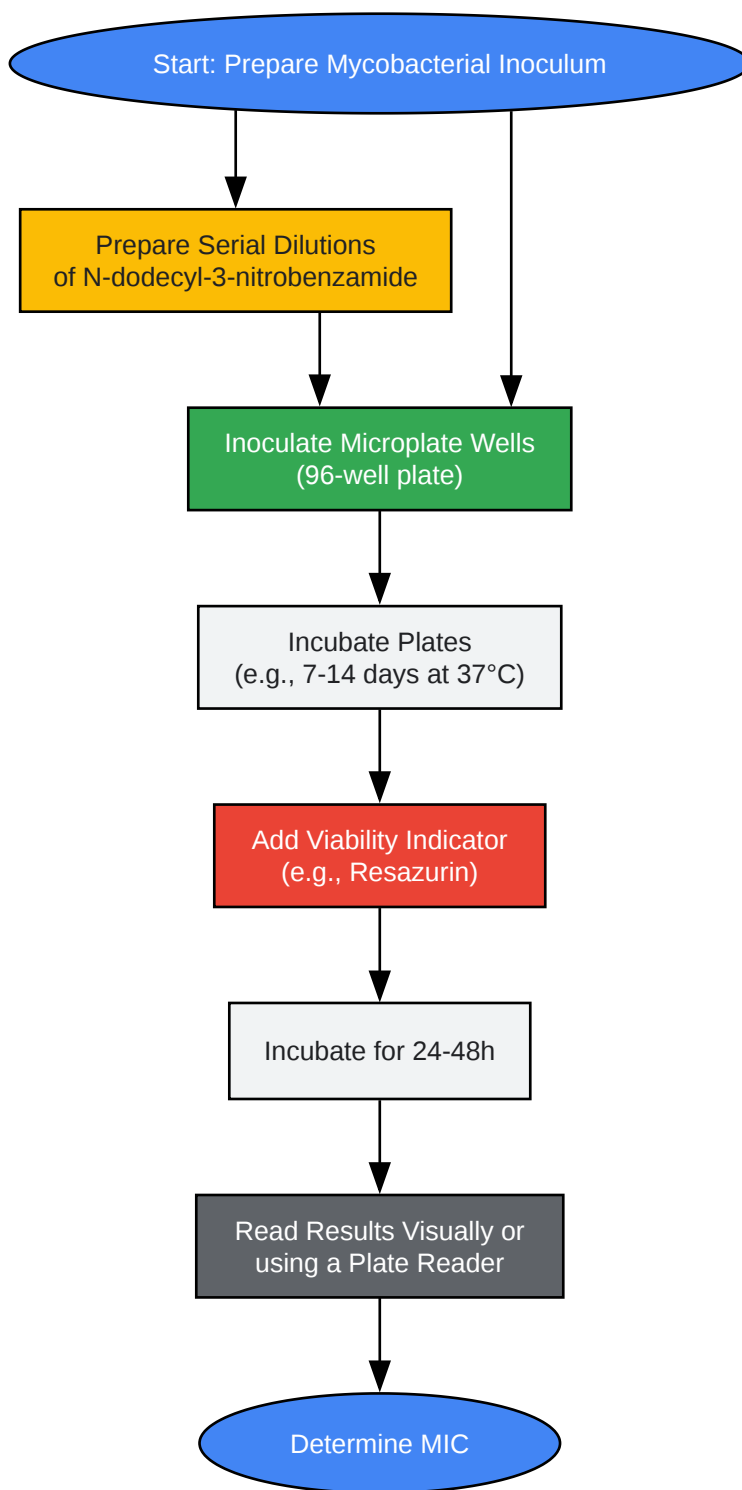 Start: Prepare Mycobacterial Inoculum
Prepare Serial Dilutions
of N-dodecyl-3-nitrobenzamide
Inoculate Microplate Wells
(96-well plate)
Incubate Plates
(e.g., 7-14 days at 37°C)
Add Viability Indicator
(e.g., Resazurin)
Incubate for 24-48h
Read Results Visually or
using a Plate Reader
Determine MIC